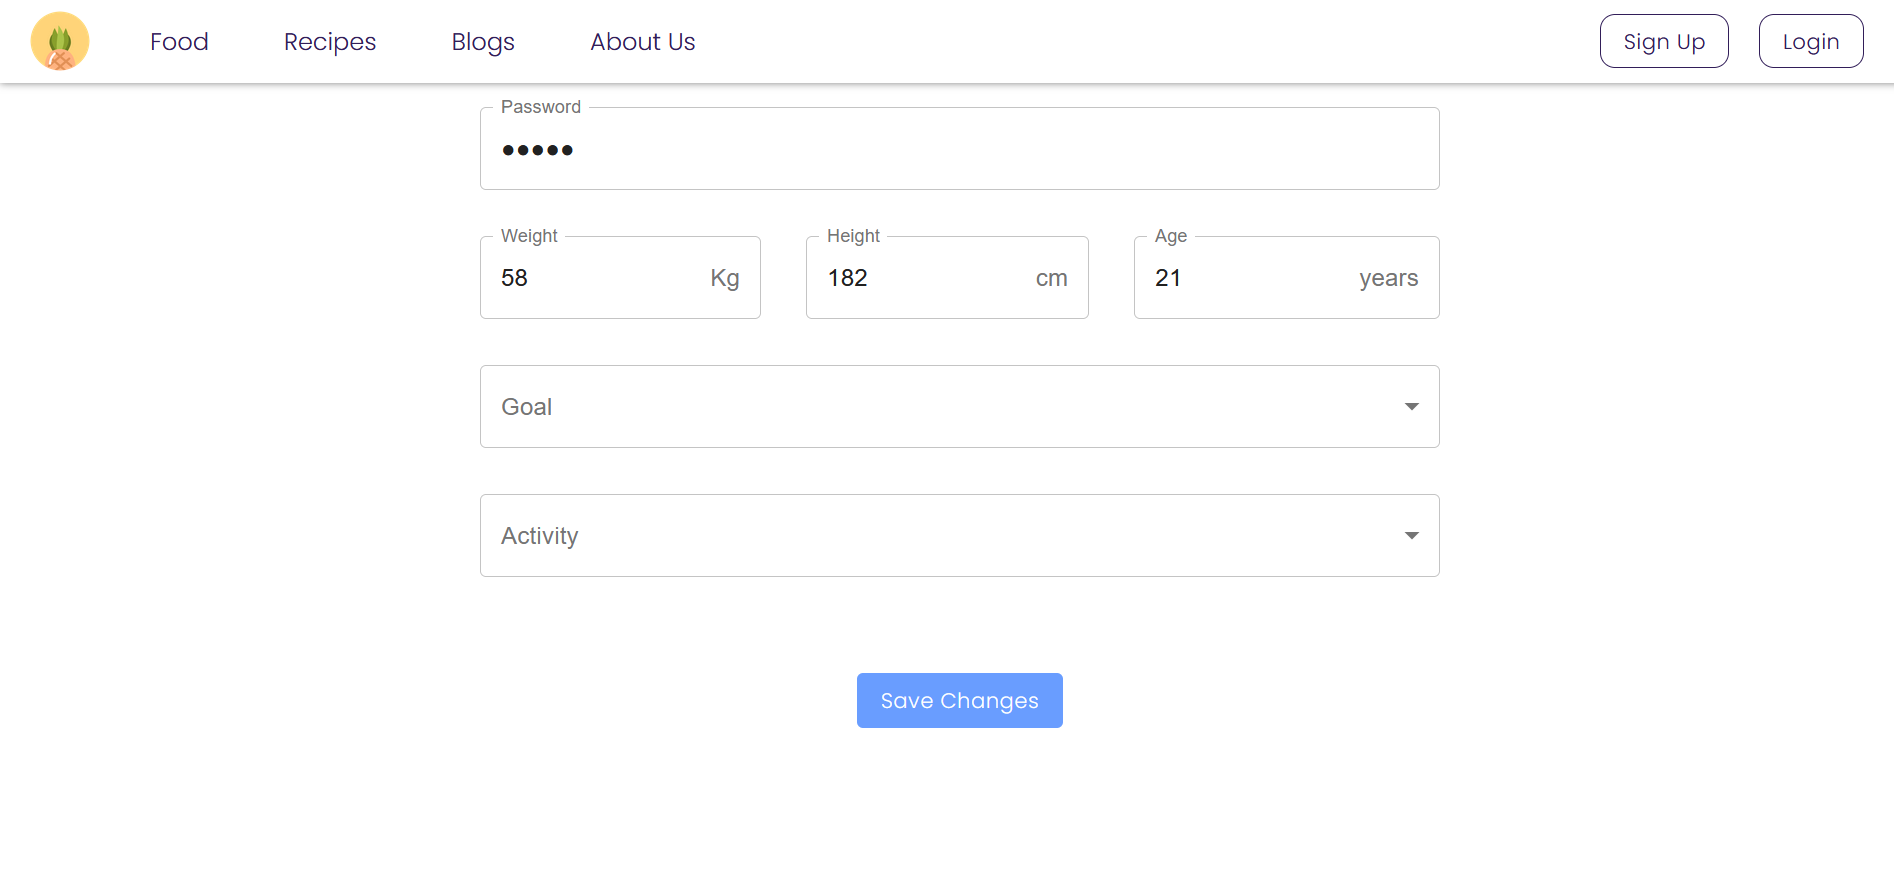 Food Recipes Blogs About Us Sign Up Login
Password
•••••
Weight Height Age
58 Kg 182 cm 21 years
Goal
Activity
Save Changes